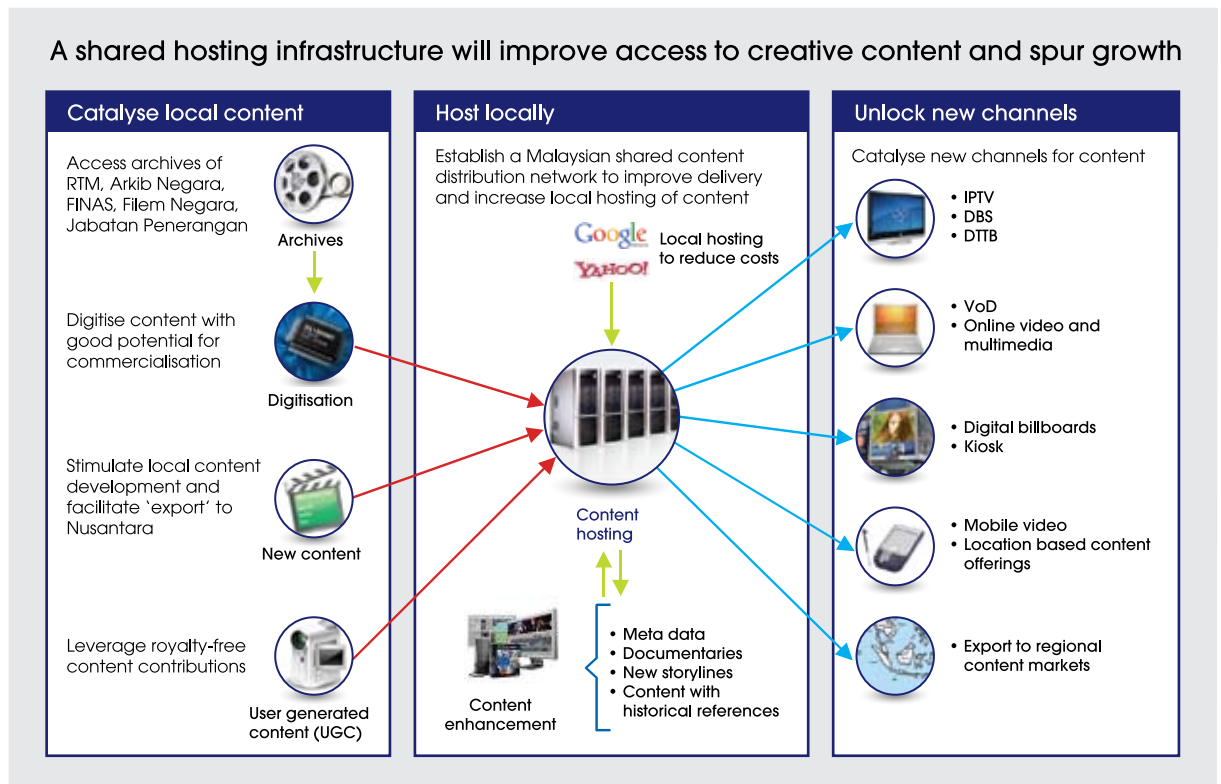 A shared hosting infrastructure will improve access to creative content and spur growth
Catalyse local content
Access archives of
RTM, Arkib Negara,
FINAS, Filem Negara,
Jabatan Penerangan
Archives
Digitise content with
good potential for
commercialisation
Digitisation
Stimulate local content
development and
facilitate ‘export’ to
Nusantara
New content
Leverage royalty-free
content contributions
User generated
content (UGC)
Host locally
Establish a Malaysian shared content
distribution network to improve delivery
and increase local hosting of content
Google
YAHOO!
Local hosting
to reduce costs
Content
hosting
Content
enhancement
• Meta data
• Documentaries
• New storylines
• Content with
historical references
Unlock new channels
Catalyse new channels for content
• IPTV
• DBS
• DTTB
• VoD
• Online video and
multimedia
• Digital billboards
• Kiosk
• Mobile video
• Location based content
offerings
• Export to regional
content markets